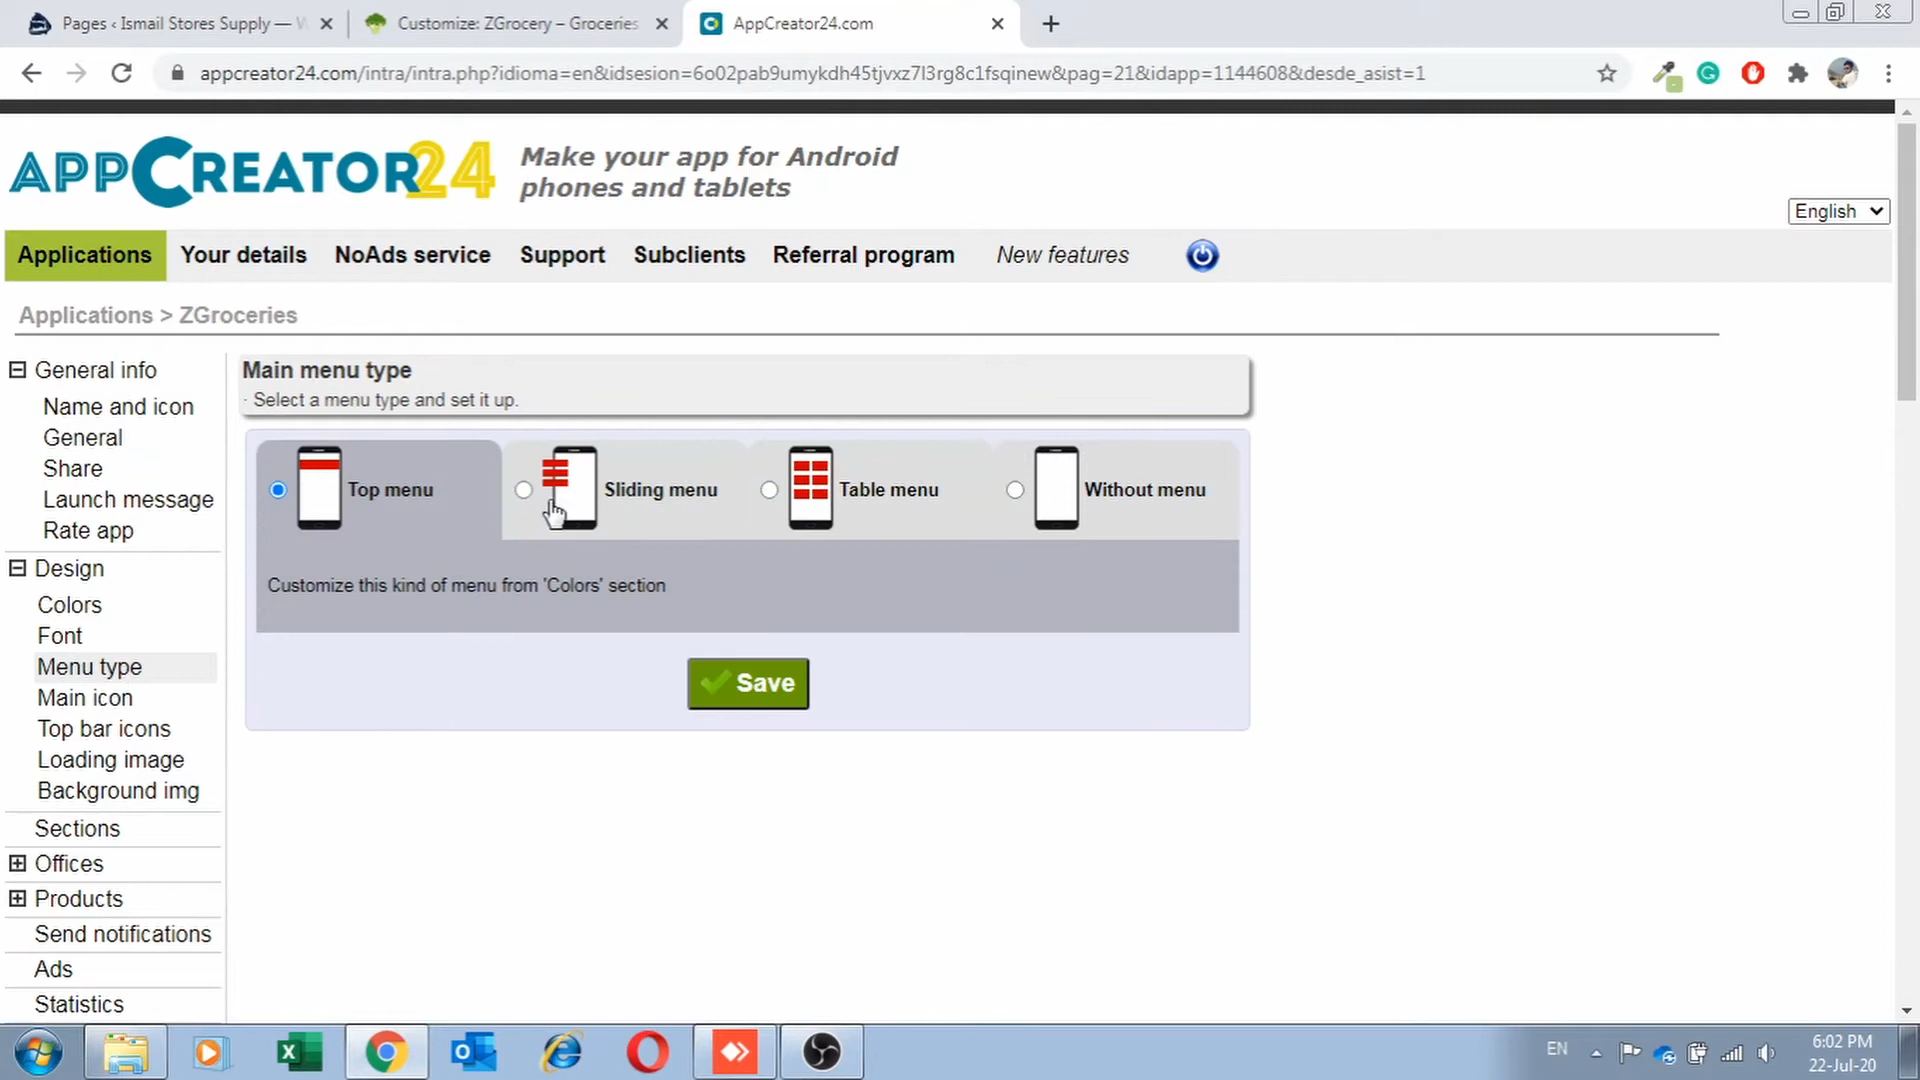 Pages ‹ Ismail Stores Supply — W
Customize: ZGrocery – Groceries
AppCreator24.com
appcreator24.com/intra/intra.php?idioma=en&idsesion=6o02pab9umykdh45tjvxz7l3rg8c1fsqinew&pag=21&idapp=1144608&desde_asist=1
APPCREATOR24
Make your app for Android
phones and tablets
English
Applications
Your details
NoAds service
Support
Subclients
Referral program
New features
Applications > ZGroceries
General info
Name and icon
General
Share
Launch message
Rate app
Design
Colors
Font
Menu type
Main icon
Top bar icons
Loading image
Background img
Sections
Offices
Products
Send notifications
Ads
Statistics
Main menu type
· Select a menu type and set it up.
Top menu
Sliding menu
Table menu
Without menu
Customize this kind of menu from 'Colors' section
Save
EN
6:02 PM
22-Jul-20